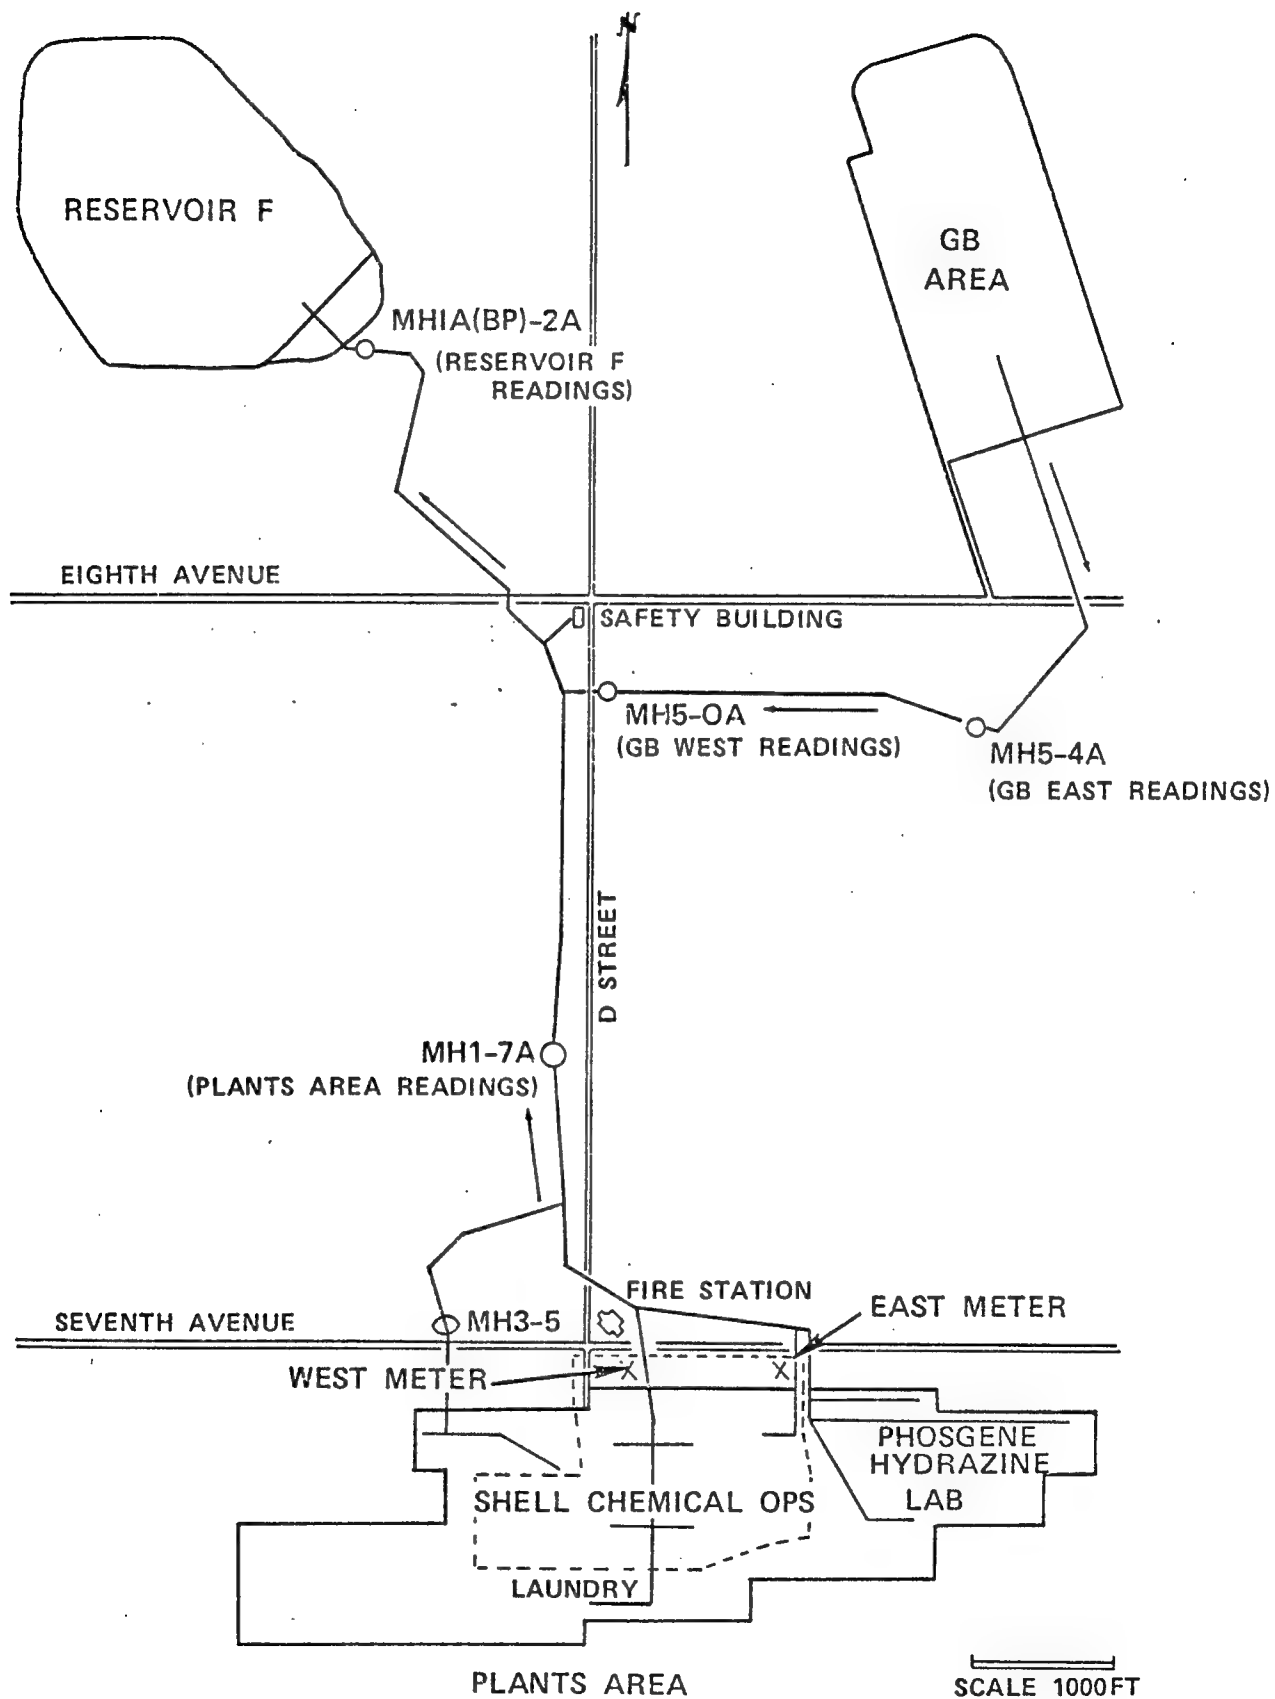 N
RESERVOIR F
GB
AREA
MH1A(BP)-2A
(RESERVOIR F
READINGS)
EIGHTH AVENUE
SAFETY BUILDING
MH5-0A
(GB WEST READINGS)
MH5-4A
(GB EAST READINGS)
D STREET
MH1-7A
(PLANTS AREA READINGS)
FIRE STATION
EAST METER
SEVENTH AVENUE
MH3-5
WEST METER
X
X
PHOSGENE
HYDRAZINE
LAB
SHELL CHEMICAL OPS
LAUNDRY
PLANTS AREA
SCALE 1000FT